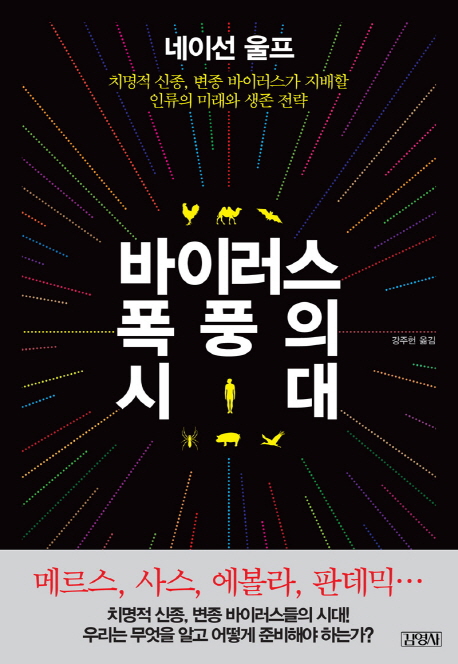 네이선 울프
치명적 신종, 변종 바이러스가 지배할
인류의 미래와 생존 전략
바이러스
폭풍의
시대
강주헌 옮김
메르스, 사스, 에볼라, 판데믹…
치명적 신종, 변종 바이러스들의 시대!
우리는 무엇을 알고 어떻게 준비해야 하는가?
김영사